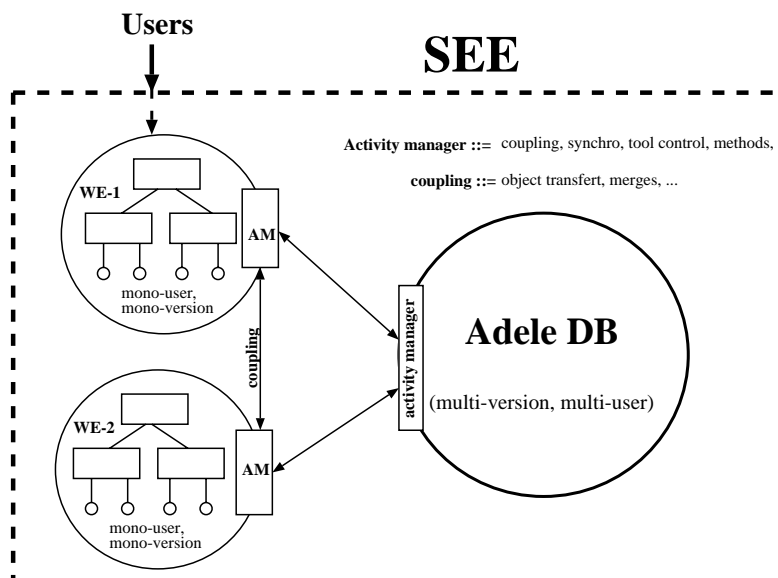 Users
SEE
Activity manager ::= coupling, synchro, tool control, methods,
coupling ::= object transfert, merges, ...
WE-1
AM
mono-user,
mono-version
coupling
activity manager
Adele DB
(multi-version, multi-user)
WE-2
AM
mono-user,
mono-version